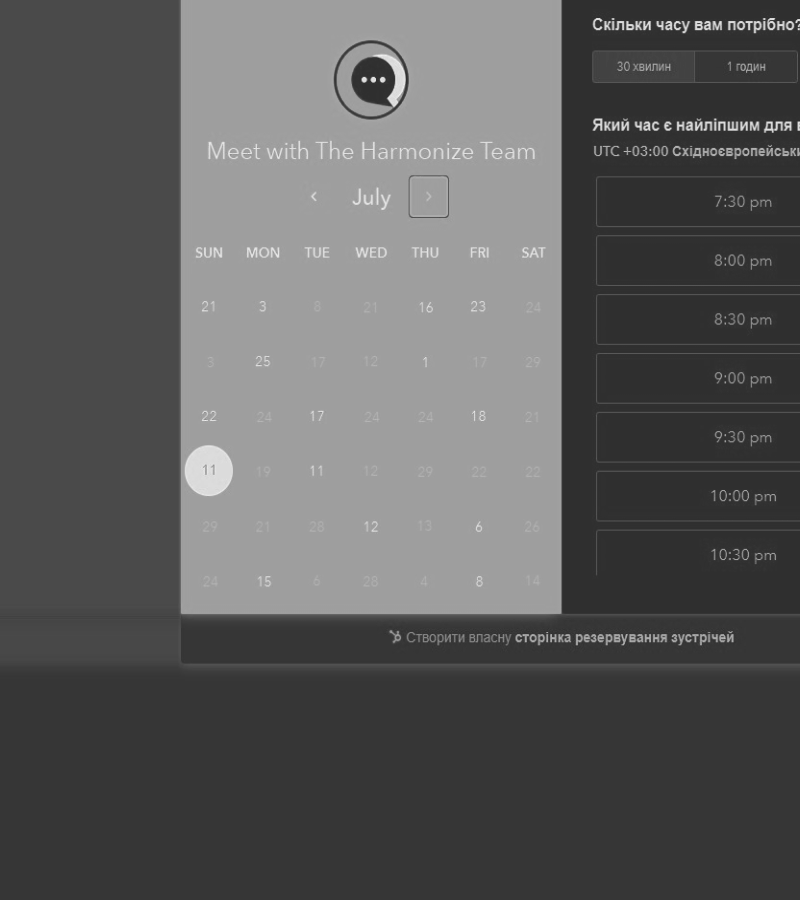 Meet with The Harmonize Team
July
SUN MON TUE WED THU FRI SAT
21 3 8 21 16 23 24
3 25 17 12 1 17 29
22 24 17 24 24 18 21
11 19 11 12 29 22 22
29 21 28 12 13 6 26
24 15 6 28 4 8 14
Скільки часу вам потрібно?
30 хвилин 1 годин
Який час є найліпшим для
UTC +03:00
7:30 pm
8:00 pm
8:30 pm
9:00 pm
9:30 pm
10:00 pm
10:30 pm
Створити власну сторінка резервування зустрічей